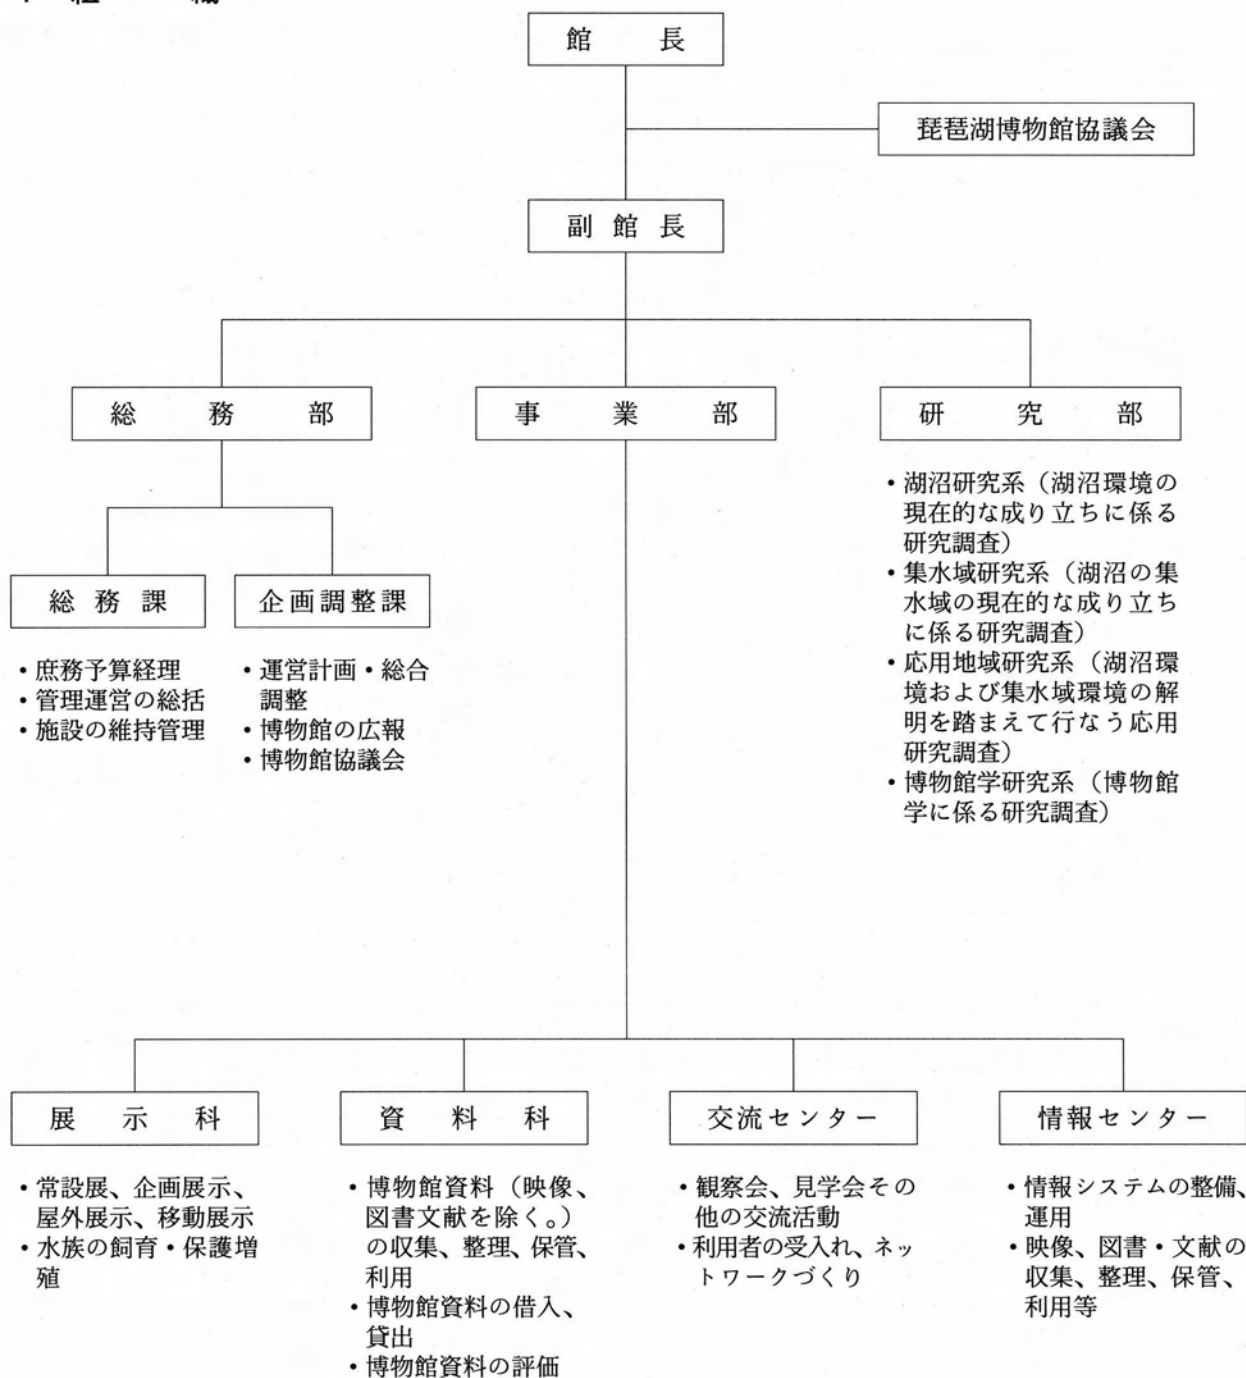 組織
館長
琵琶湖博物館協議会
副館長
総務部
事業部
研究部
・湖沼研究系（湖沼環境の
現在的な成り立ちに係る
研究調査）
・集水域研究系（湖沼の集
水域の現在的な成り立ち
に係る研究調査）
・応用地域研究系（湖沼環
境および集水域環境の解
明を踏まえて行なう応用
研究調査）
・博物館学研究系（博物館
学に係る研究調査）
総務課
・庶務予算経理
・管理運営の総括
・施設の維持管理
企画調整課
・運営計画・総合
調整
・博物館の広報
・博物館協議会
展示科
・常設展、企画展示、
屋外展示、移動展示
・水族の飼育・保護増
殖
資料科
・博物館資料（映像、
図書文献を除く。）
の収集、整理、保管、
利用
・博物館資料の借入、
貸出
・博物館資料の評価
交流センター
・観察会、見学会その
他の交流活動
・利用者の受入れ、ネッ
トワークづくり
情報センター
・情報システムの整備、
運用
・映像、図書・文献の
収集、整理、保管、
利用等